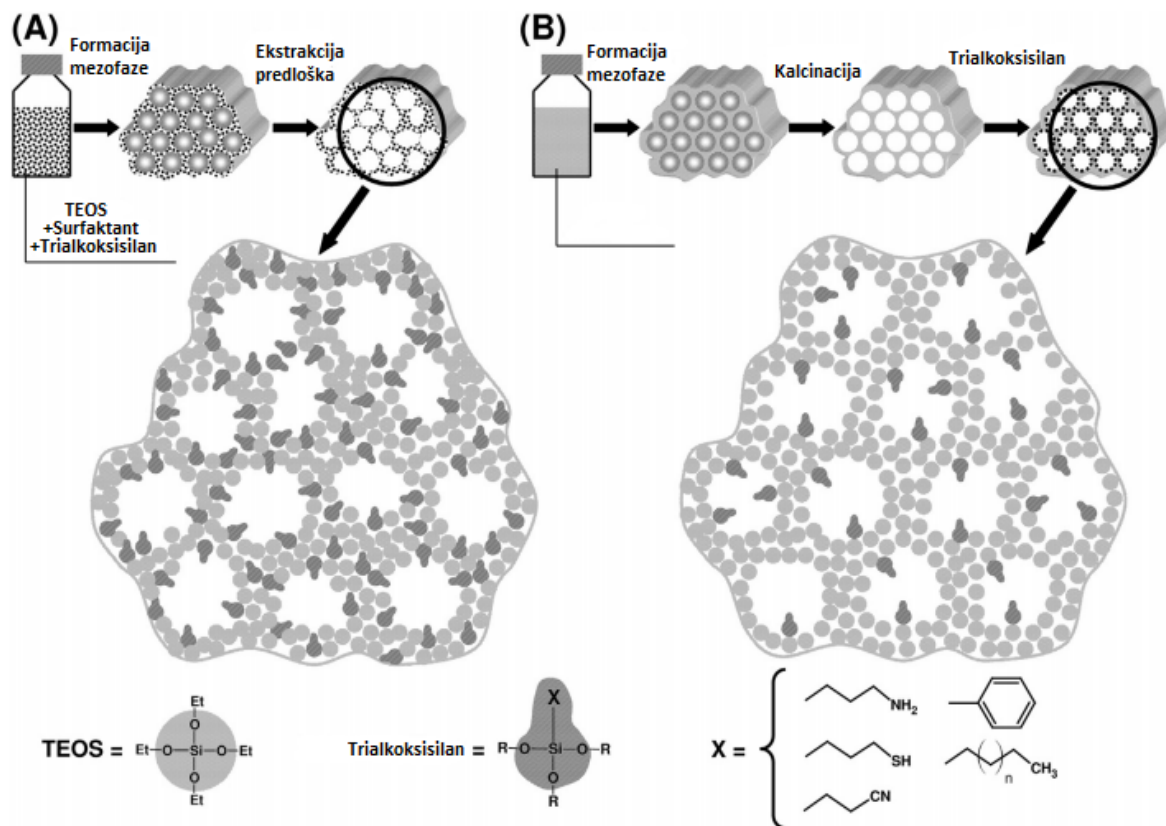 (A)
Formacija
mezofaze
Ekstrakcija
predloška
TEOS
+Surfaktant
+Trialkoksisilan
(B)
Formacija
mezofaze
Kalcinacija
Trialkoksisilan
TEOS =
Et
O
Et-O-Si-O-Et
O
Et
Trialkoksisilan =
X
R-O-Si-O-R
O
R
X =
NH2
SH
n
CH3
CN